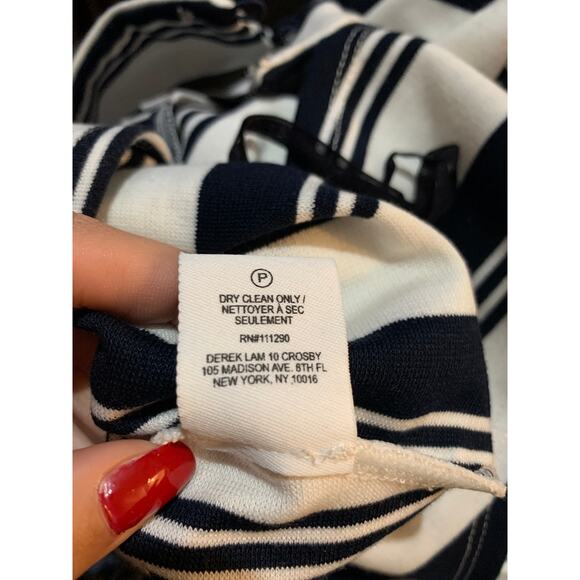 P
DRY CLEAN ONLY/
NETTOYER À SEC
SEULEMENT
RN#111290
DEREK LAM 10 CROSBY
105 MADISON AVE. 8TH FL
NEW YORK, NY 10016